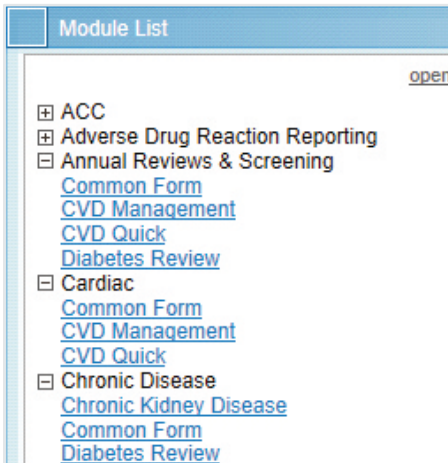 Module List
open
ACC
Adverse Drug Reaction Reporting
Annual Reviews & Screening
Common Form
CVD Management
CVD Quick
Diabetes Review
Cardiac
Common Form
CVD Management
CVD Quick
Chronic Disease
Chronic Kidney Disease
Common Form
Diabetes Review